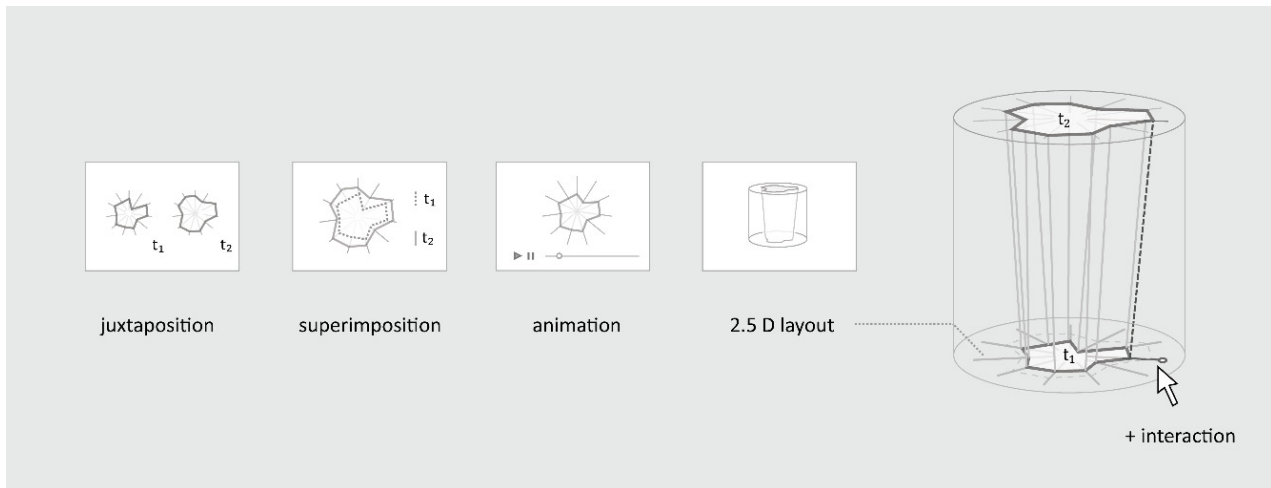 t₁
t₂
t₁
t₂
juxtaposition
superimposition
animation
2.5 D layout
t₂
t₁
+ interaction